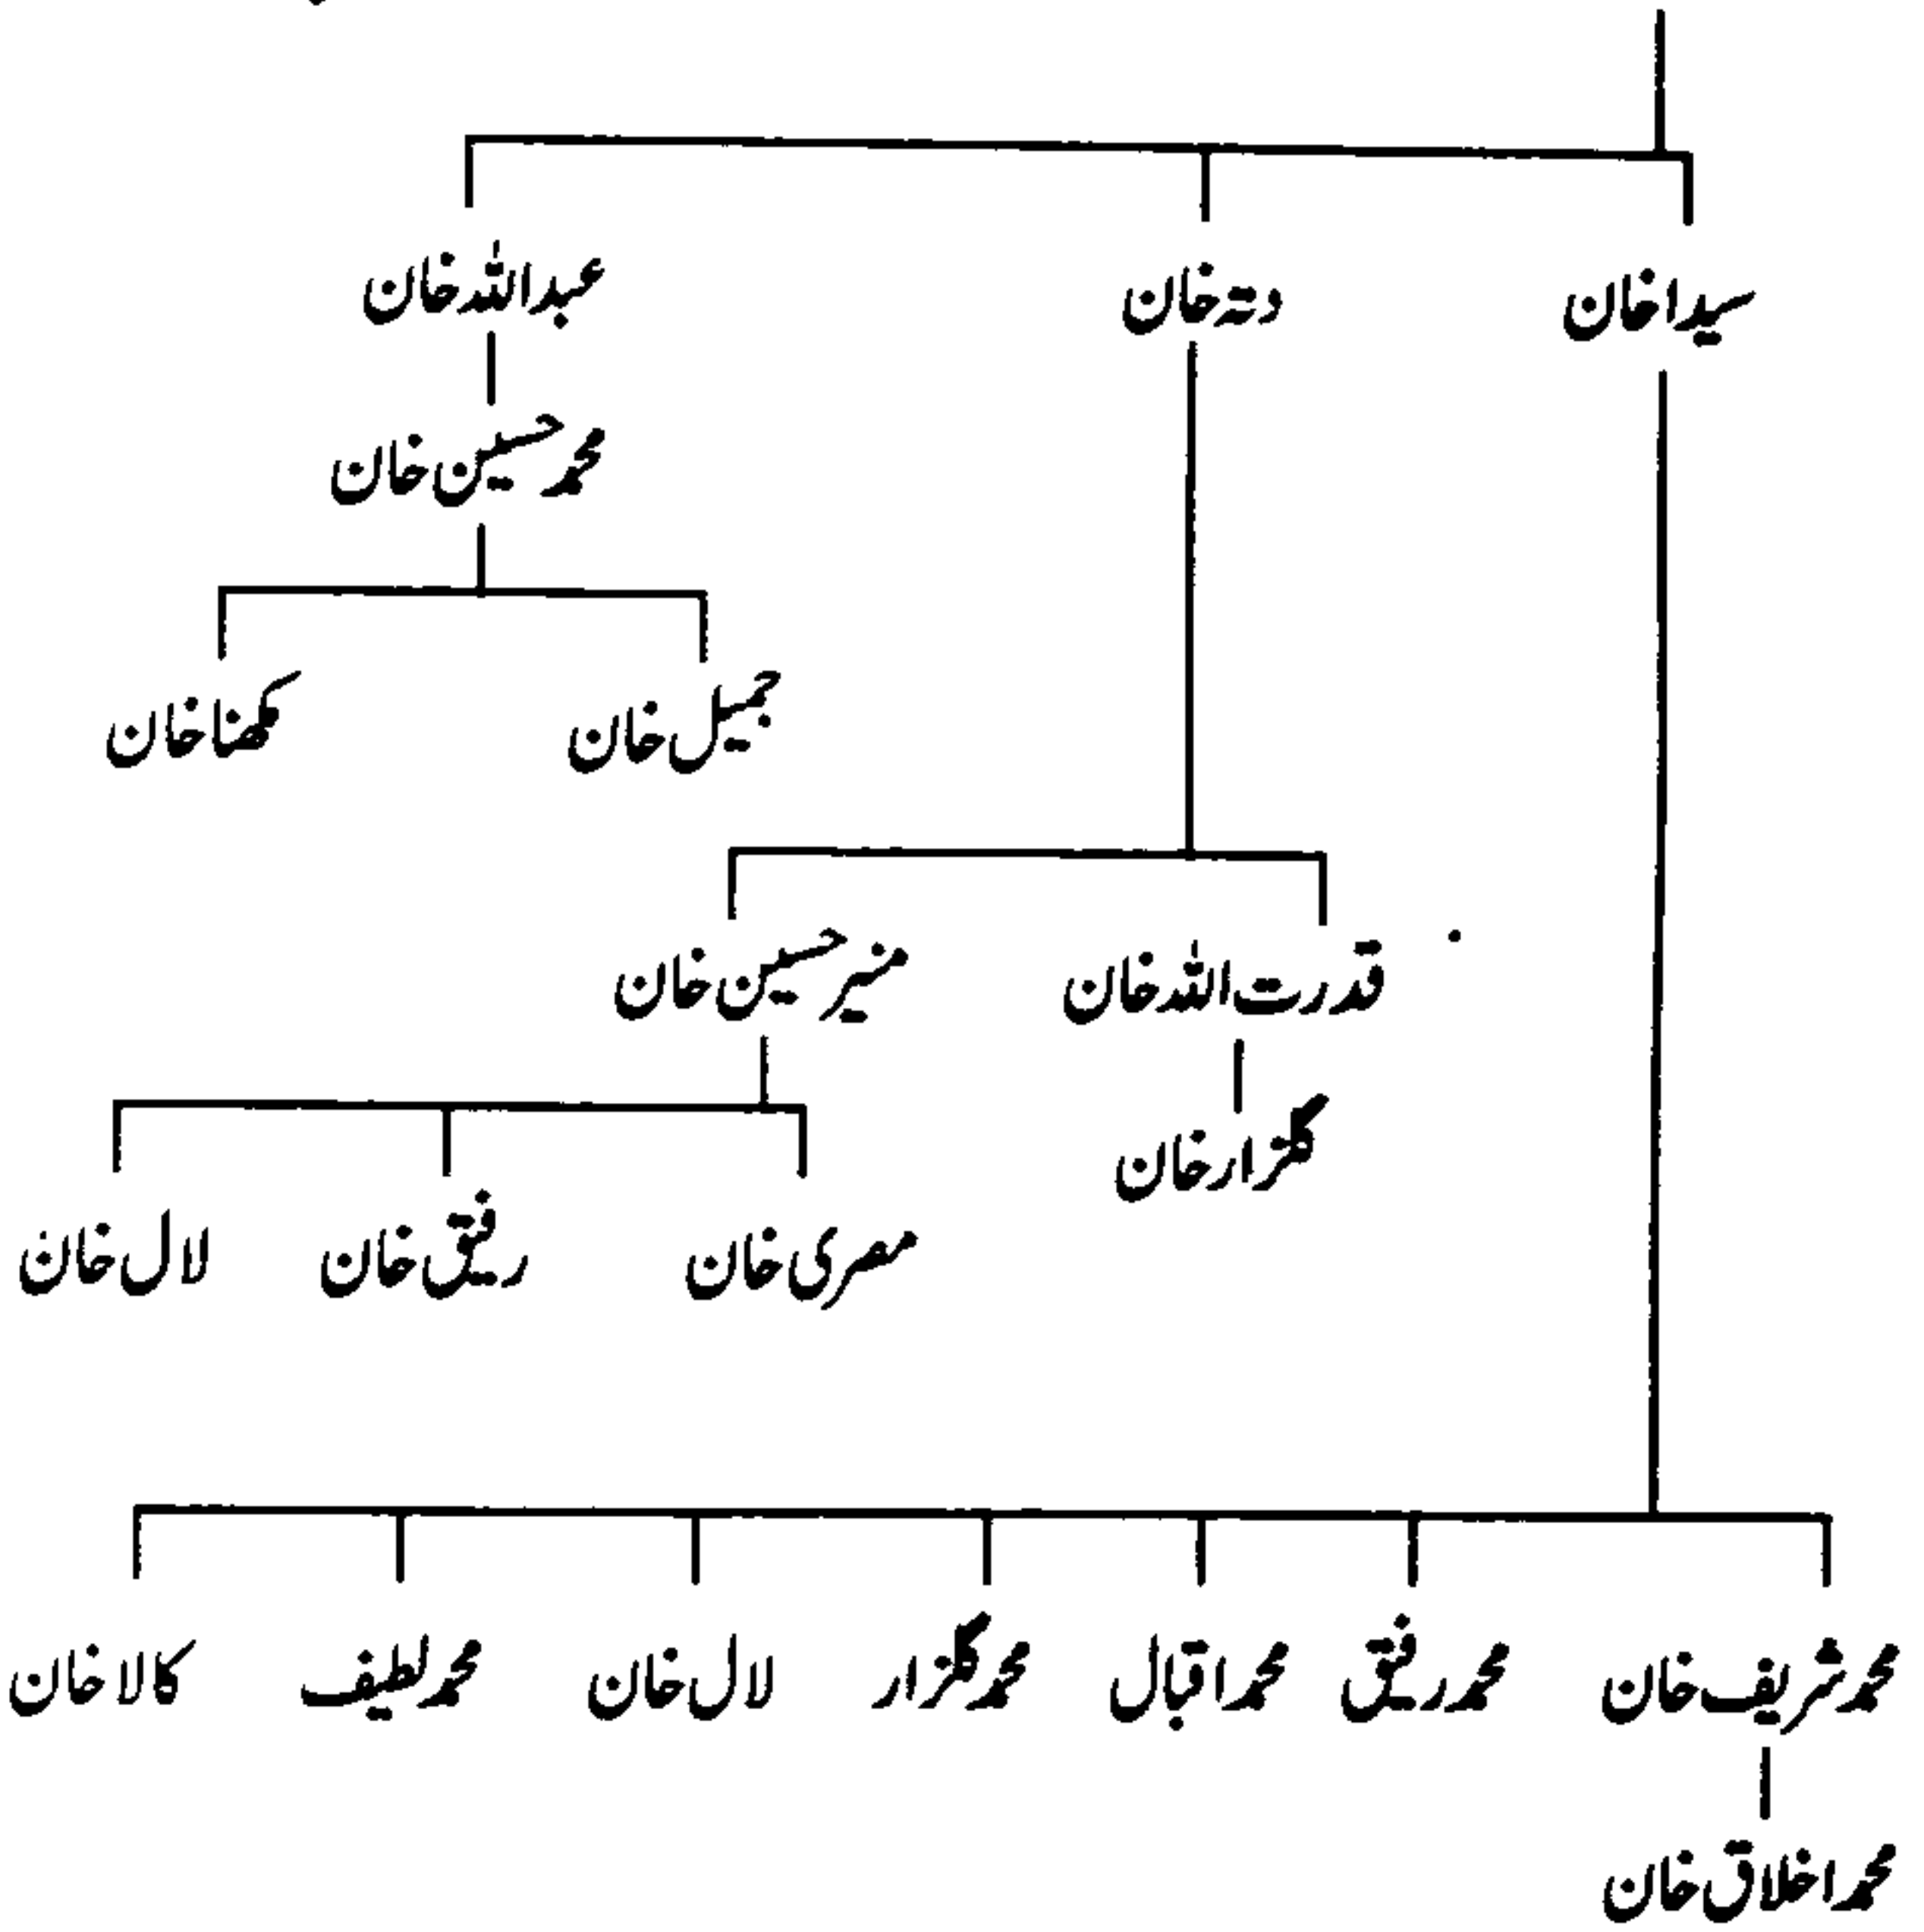 سیدا خان دتہ خان عبداللہ خان
محمد حسین خان
جمیل خان مکھنا خان
قدرت اللہ خان منیر حسین خان
گلزار خان
مصری خان رفیق خان لال خان
محمد شریف خان محمد رفیق محمد اقبال محمد گلزار لال خان محمد لطیف کالا خان
محمد اخلاق خان